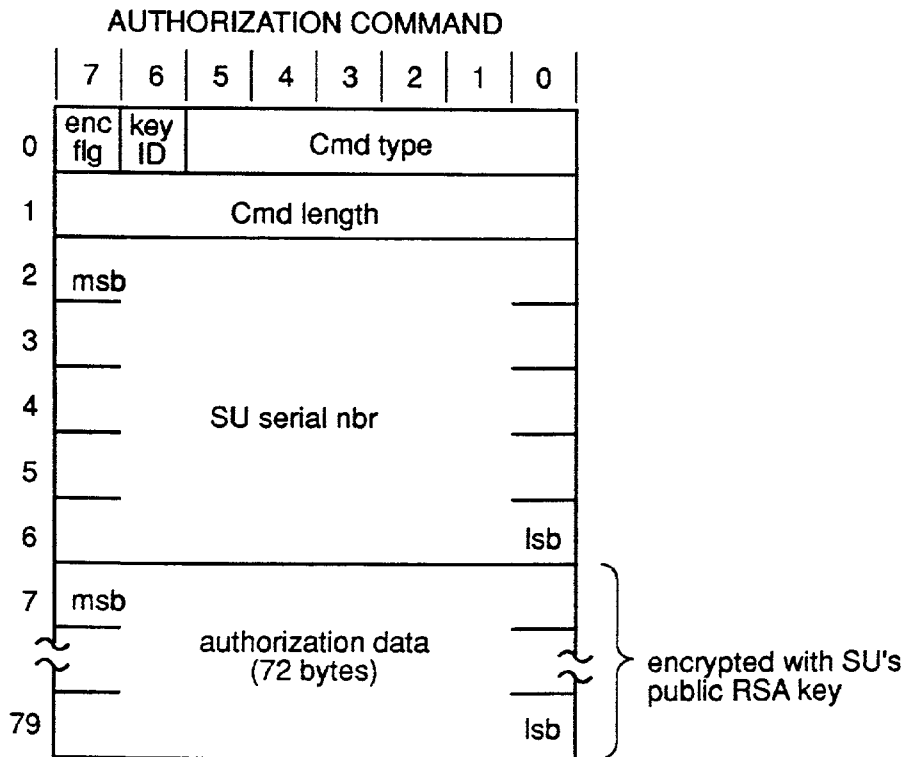 AUTHORIZATION COMMAND
7 6 5 4 3 2 1 0
0 enc flg key ID Cmd type
1 Cmd length
2 msb
3
4 SU serial nbr
5
6 lsb
7 msb
authorization data
(72 bytes)
encrypted with SU's
public RSA key
79 lsb